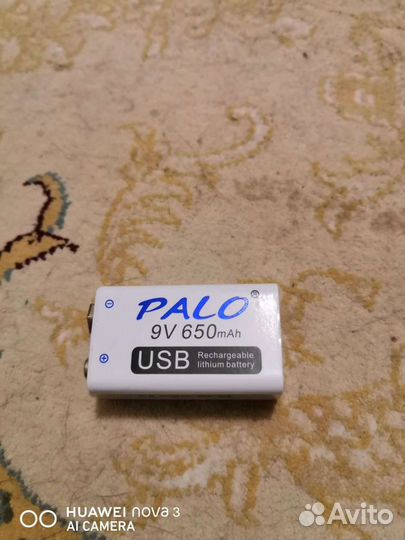 PALO®
9V 650mAh
USB Rechargeable
lithium battery
HUAWEI nova 3
AI CAMERA
Avito